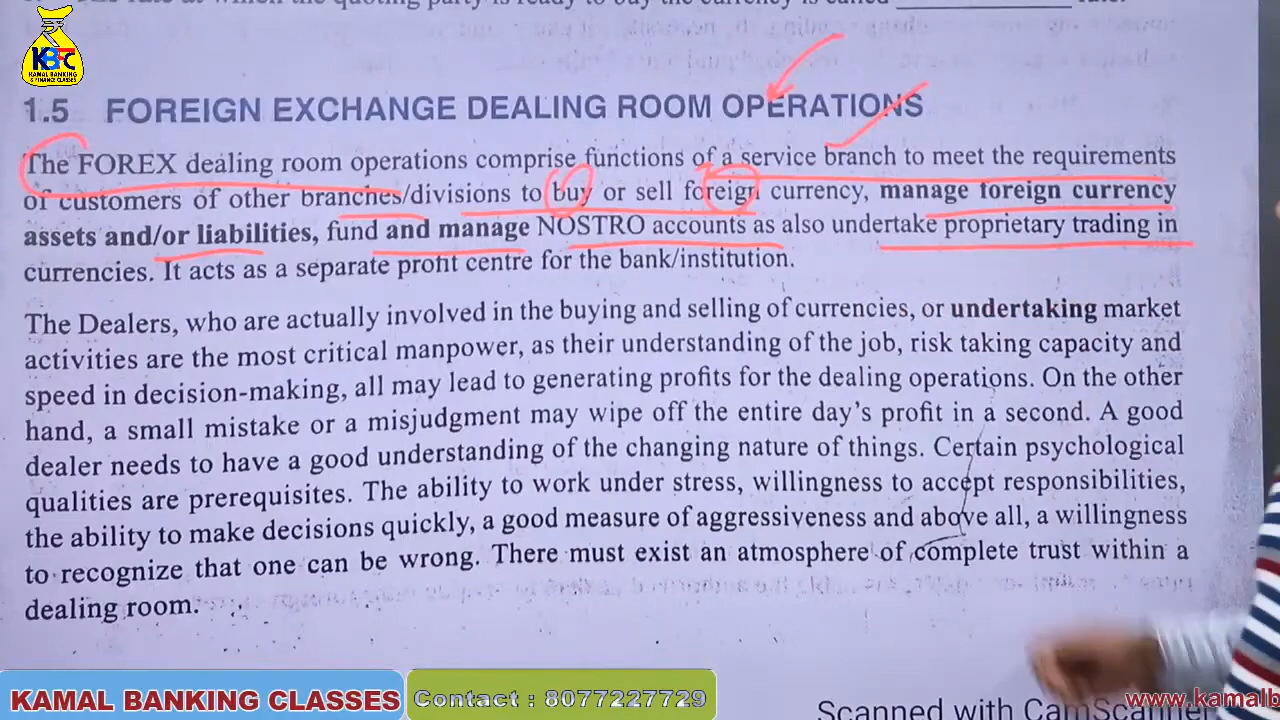 KBFC
KAMAL BANKING
& FINANCE CLASSES
1.5 FOREIGN EXCHANGE DEALING ROOM OPERATIONS
The FOREX dealing room operations comprise functions of a service branch to meet the requirements
of customers of other branches/divisions to buy or sell foreign currency, manage foreign currency
assets and/or liabilities, fund and manage NOSTRO accounts as also undertake proprietary trading in
currencies. It acts as a separate profit centre for the bank/institution.
The Dealers, who are actually involved in the buying and selling of currencies, or undertaking market
activities are the most critical manpower, as their understanding of the job, risk taking capacity and
speed in decision-making, all may lead to generating profits for the dealing operations. On the other
hand, a small mistake or a misjudgment may wipe off the entire day's profit in a second. A good
dealer needs to have a good understanding of the changing nature of things. Certain psychological
qualities are prerequisites. The ability to work under stress, willingness to accept responsibilities,
the ability to make decisions quickly, a good measure of aggressiveness and above all, a willingness
to recognize that one can be wrong. There must exist an atmosphere of complete trust within a
dealing room.
KAMAL BANKING CLASSES
Contact : 8077227729
www.kamalb
Scanned with CamScanner